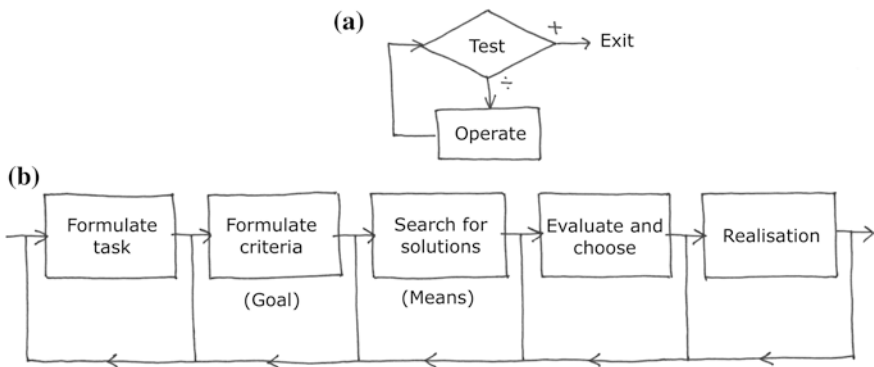 (a)
Test
+
Exit
÷
Operate
(b)
Formulate
task
Formulate
criteria
(Goal)
Search for
solutions
(Means)
Evaluate and
choose
Realisation